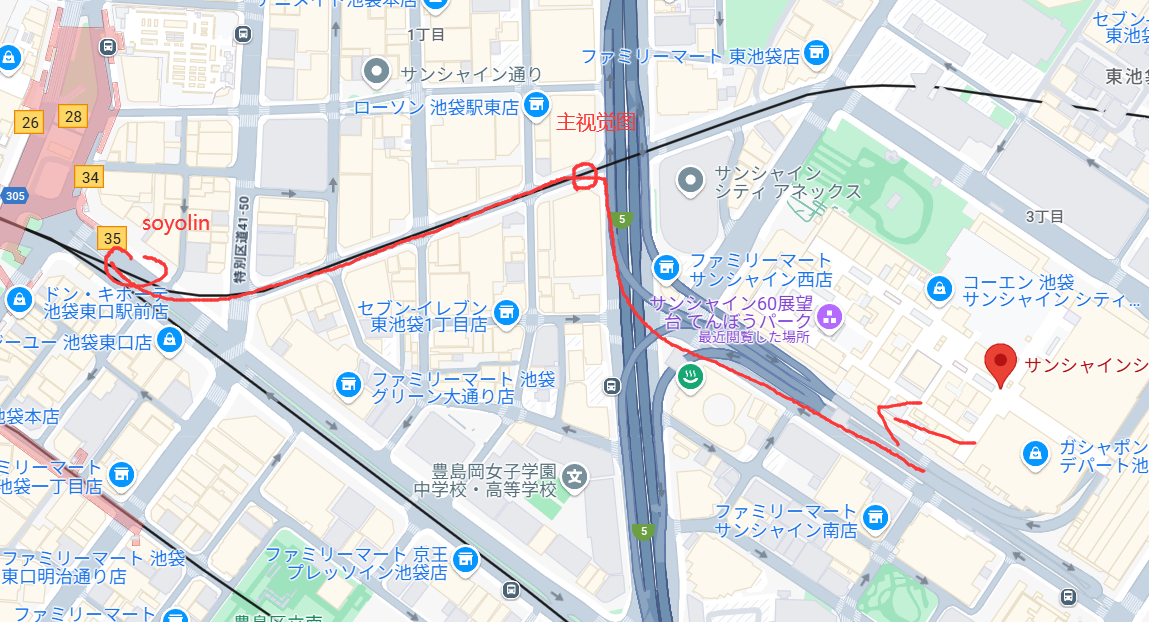 アニメイト池袋本店
1丁目
セブン-
東池袋
ファミリーマート 東池袋店
サンシャイン通り
東池袋
ローソン 池袋駅東店
主视觉图
26
28
34
305
サンシャイン
シティ アネックス
3丁目
soyolin
35
特別区道41-50
5
ファミリーマート
サンシャイン西店
コーエン 池袋
サンシャイン シティ...
ドン・キホーテ
池袋東口駅前店
セブン-イレブン
東池袋1丁目店
サンシャイン60展望
台 てんぼうパーク
最近閲覧した場所
ジーユー 池袋東口店
サンシャインシ
ファミリーマート 池袋
グリーン大通り店
池袋本店
ガシャポン
デパート池
ミリーマート
池袋一丁目店
豊島岡女子学園
中学校・高等学校
文
ファミリーマート
サンシャイン南店
5
ファミリーマート 池袋
東口明治通り店
ファミリーマート 京王
プレッソイン池袋店
ファミリーマート
豊島区立南